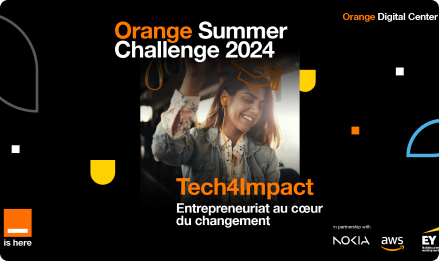 Orange Summer
Challenge 2024
Orange Digital Center
Tech4Impact
Entrepreneuriat au cœur
du changement
is here
in partnership with
NOKIA
aws
EY